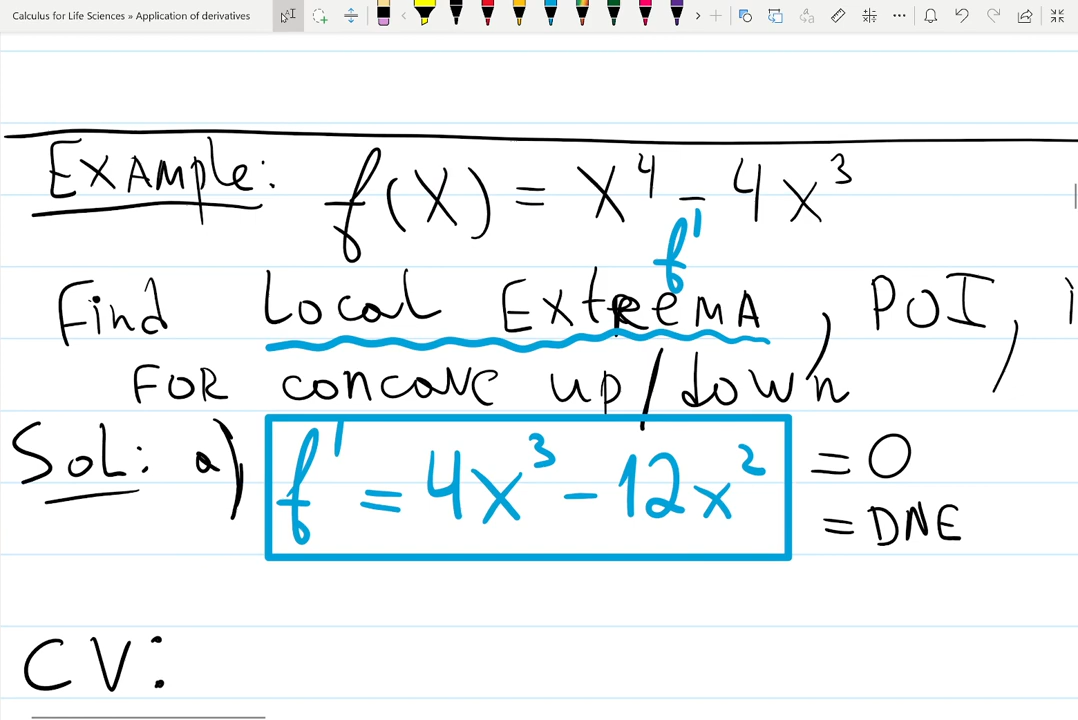 Calculus for Life Sciences » Application of derivatives
Example: f(x) = x⁴ - 4x³
f'
Find Local Extrema, POI, i
FOR concave up/down
Sol: a) f' = 4x³ - 12x² = 0
= DNE
CV: